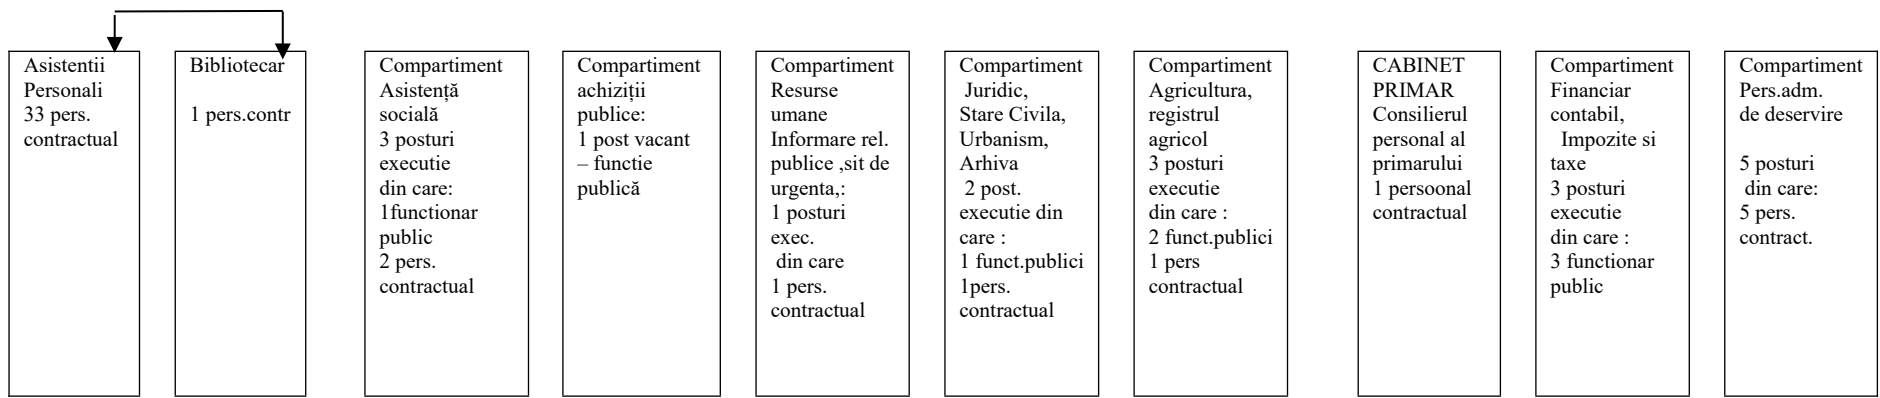 Asistentii
Personali
33 pers.
contractual
Bibliotecar
1 pers.contr
Compartiment
Asistență
socială
3 posturi
executie
din care:
1functionar
public
2 pers.
contractual
Compartiment
achiziții
publice:
1 post vacant
– functie
publică
Compartiment
Resurse
umane
Informare rel.
publice ,sit de
urgenta,:
1 posturi
exec.
din care
1 pers.
contractual
Compartiment
Juridic,
Stare Civila,
Urbanism,
Arhiva
2 post.
executie din
care :
1 funct.publici
1pers.
contractual
Compartiment
Agricultura,
registrul
agricol
3 posturi
executie
din care :
2 funct.publici
1 pers
contractual
CABINET
PRIMAR
Consilierul
personal al
primarului
1 persoonal
contractual
Compartiment
Financiar
contabil,
Impozite si
taxe
3 posturi
executie
din care :
3 functionar
public
Compartiment
Pers.adm.
de deservire
5 posturi
din care:
5 pers.
contract.